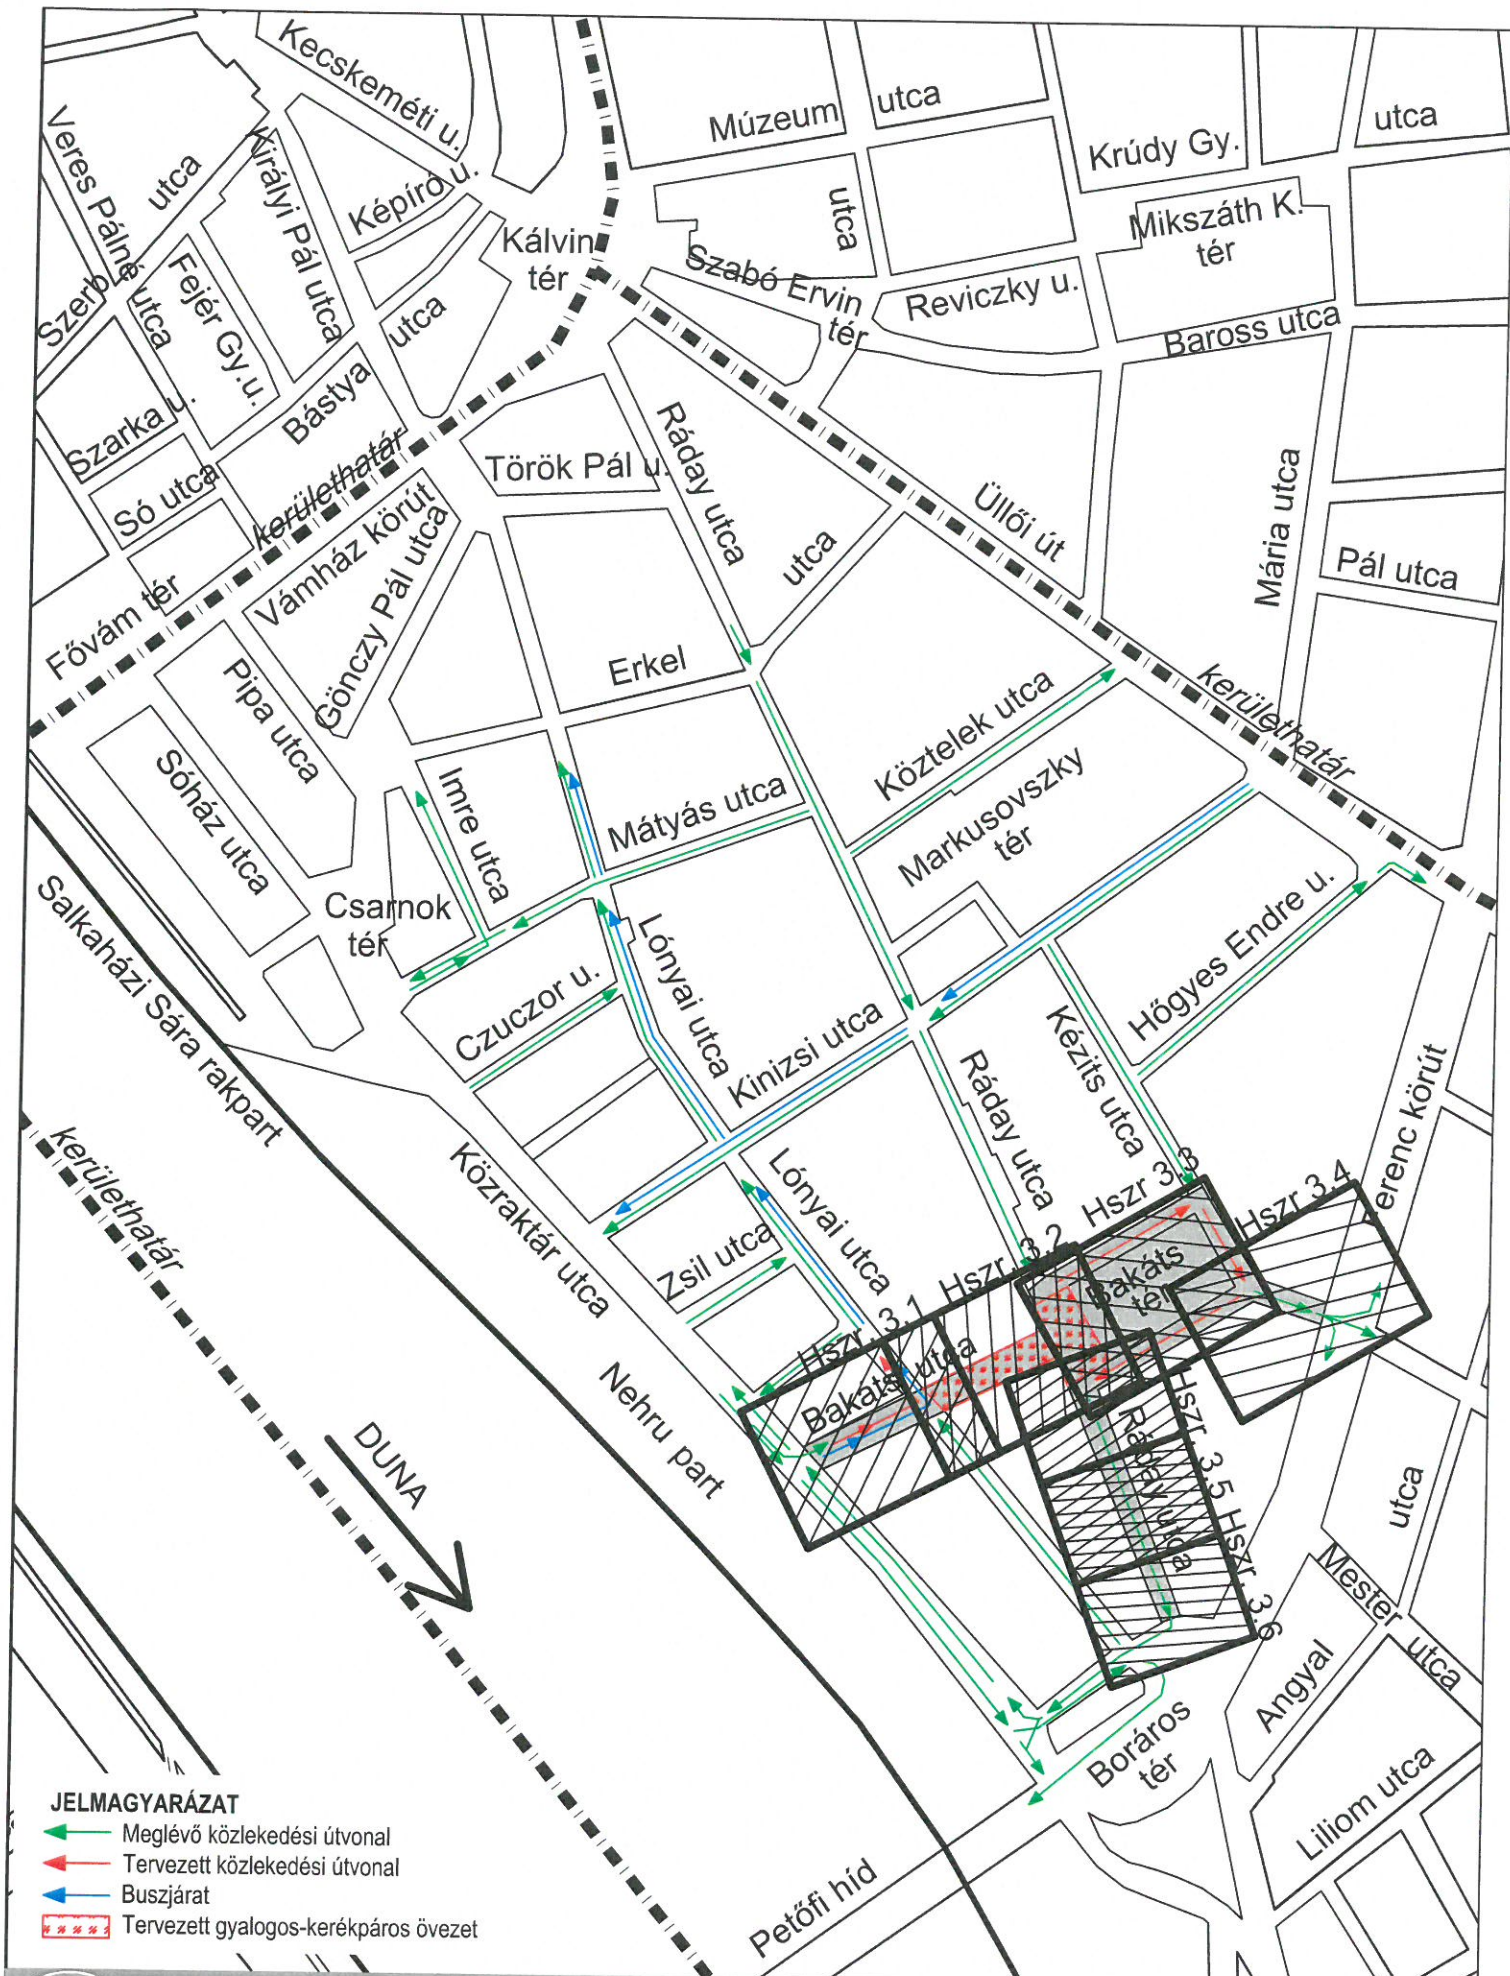 Kecskeméti u.
Múzeum
utca
Krúdy Gy.
utca
Veres Pálné utca
utca
Királyi Pál utca
Képíró u.
Kálvin
tér
utca
Mikszáth K.
tér
Szerb
Fejér Gy.u.
utca
Szabó Ervin
tér
Reviczky u.
Baross utca
Szarka u.
Bástya
Só utca
kerülethatár
Török Pál u.
Ráday utca
utca
Üllői út
Mária utca
Pál utca
Fővám tér
Vámház körút
Gönczy Pál utca
Pipa utca
Erkel
Köztelek utca
kerülethatár
Sóház utca
Imre utca
Mátyás utca
Markusovszky
tér
Csarnok
tér
Salkaházi Sára rakpart
Czuczor u.
Lónyai utca
Kinizsi utca
Hőgyes Endre u.
Ráday utca
Kézits utca
Ferenc körút
kerülethatár
Közraktár utca
Zsil utca
Lónyai utca
Hszr. 3.1
Hszr. 3.2
Hszr 3.3
Hszr 3.4
Bakáts utca
Bakáts
tér
Nehru part
DUNA
Ráday utca
Hszr. 3.5
Hszr. 3.6
utca
Mester
utca
Angyal
Boráros
tér
Liliom utca
Petőfi híd
JELMAGYARÁZAT
Meglévő közlekedési útvonal
Tervezett közlekedési útvonal
Buszjárat
Tervezett gyalogos-kerékpáros övezet